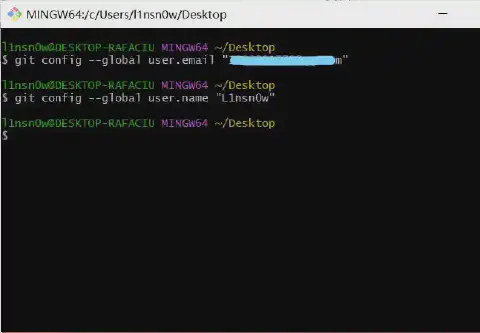 MINGW64:/c/Users/l1nsn0w/Desktop
l1nsn0w@DESKTOP-RAFACIU MINGW64 ~/Desktop
$ git config --global user.email "m"
l1nsn0w@DESKTOP-RAFACIU MINGW64 ~/Desktop
$ git config --global user.name "L1nsn0w"
l1nsn0w@DESKTOP-RAFACIU MINGW64 ~/Desktop
$